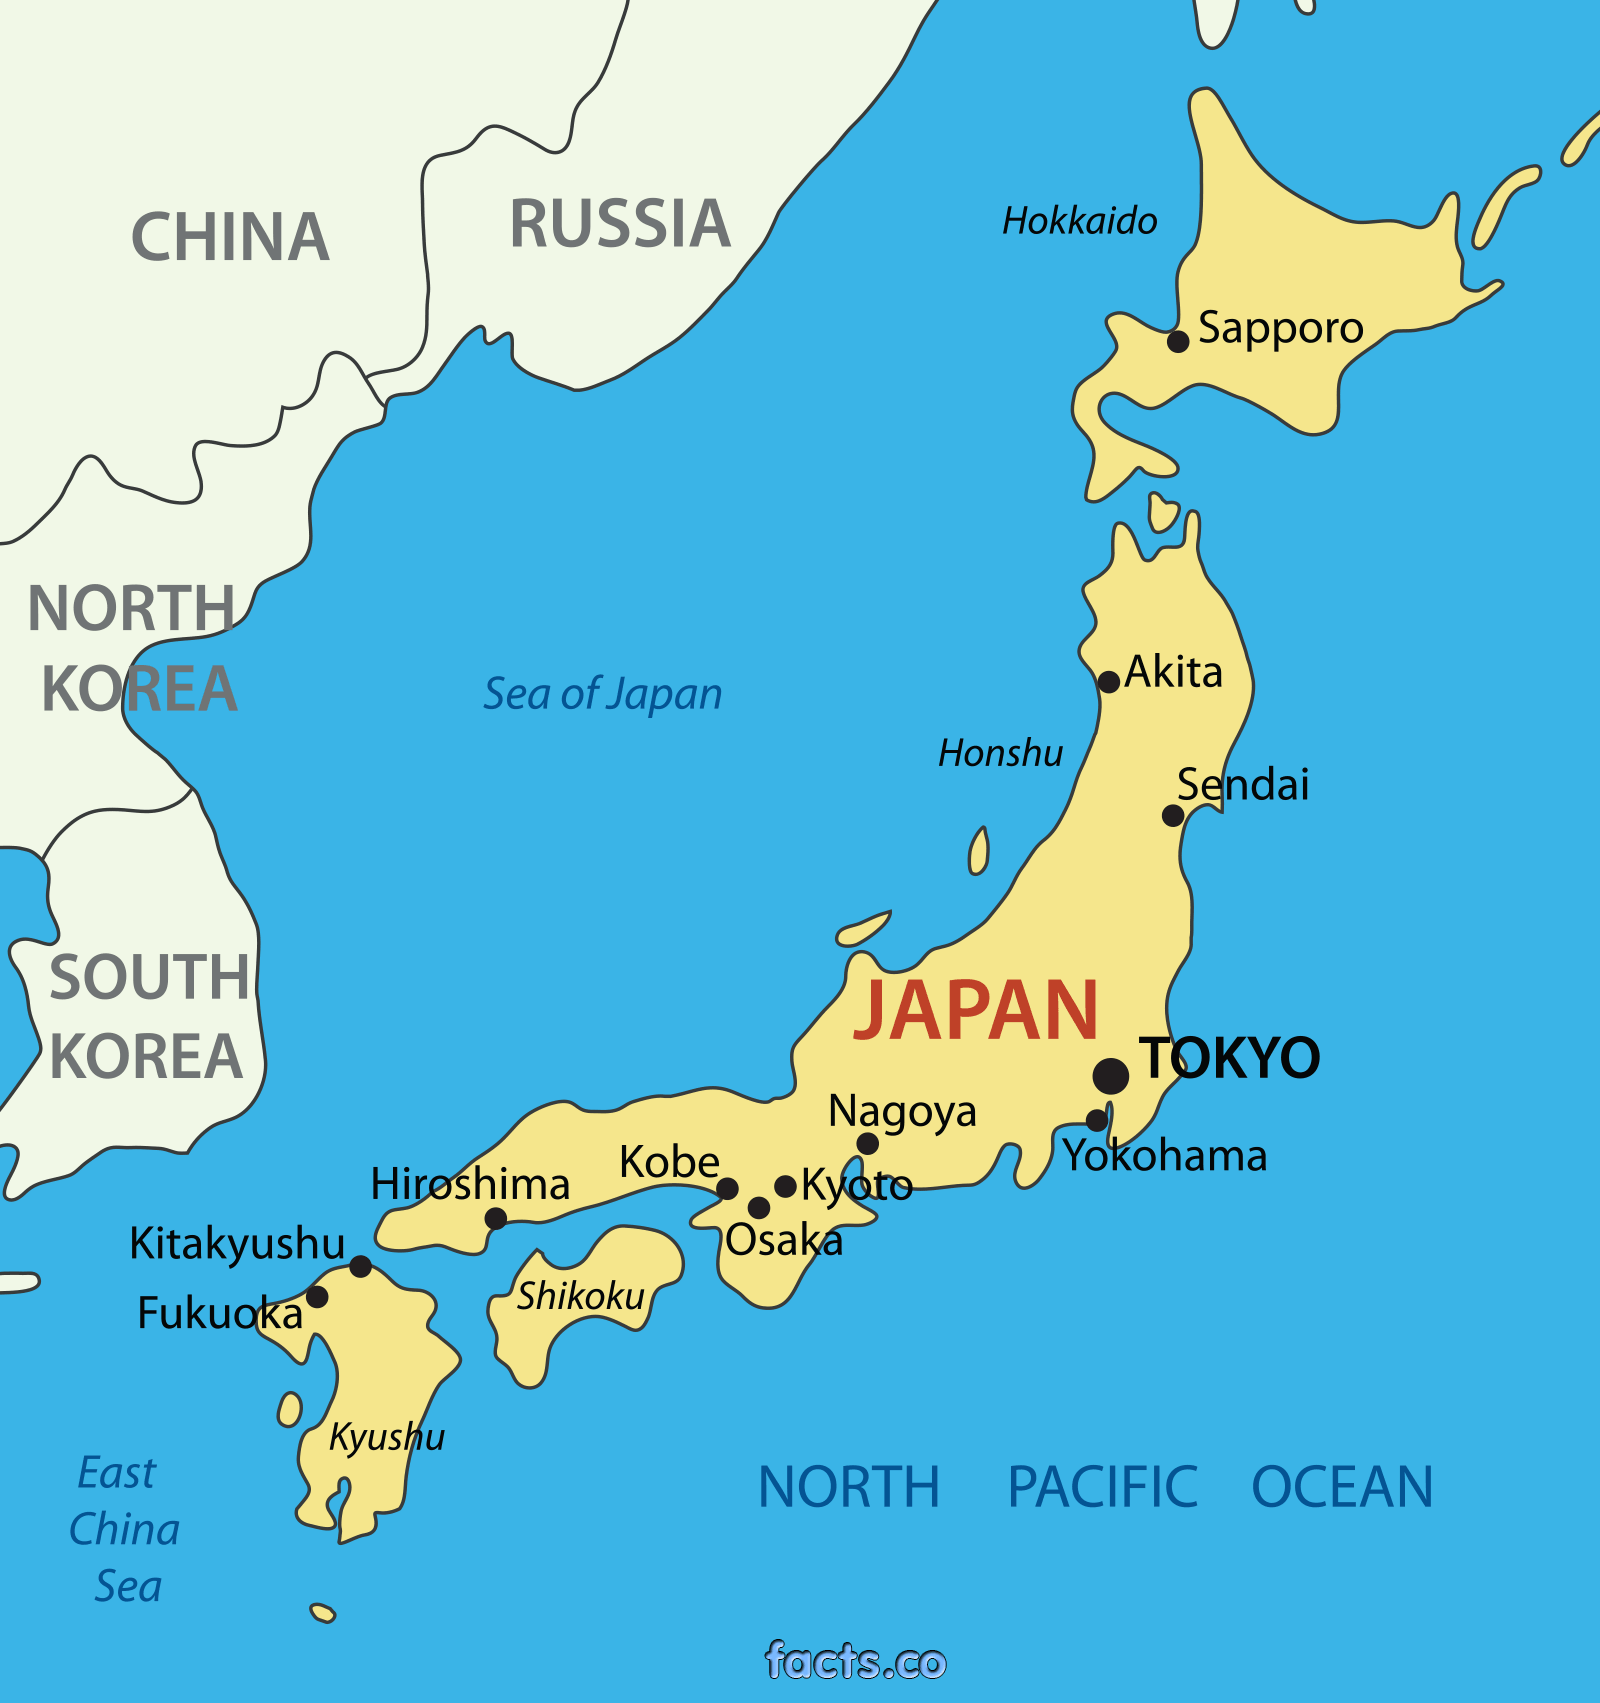 CHINA
RUSSIA
Hokkaido
Sapporo
NORTH
KOREA
Sea of Japan
Akita
Honshu
Sendai
SOUTH
KOREA
JAPAN
TOKYO
Nagoya
Yokohama
Kobe
Kyoto
Hiroshima
Osaka
Kitakyushu
Fukuoka
Shikoku
Kyushu
East
China
Sea
NORTH PACIFIC OCEAN
facts.co